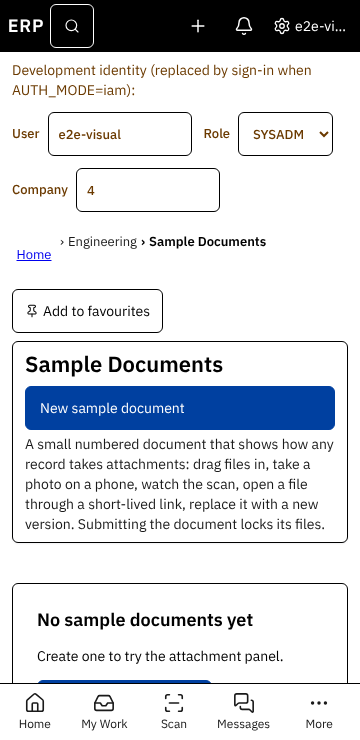 ERP
e2e-vi...
Development identity (replaced by sign-in when
AUTH_MODE=iam):
User e2e-visual Role SYSADM
Company 4
Home › Engineering › Sample Documents
Add to favourites
Sample Documents
New sample document
A small numbered document that shows how any
record takes attachments: drag files in, take a
photo on a phone, watch the scan, open a file
through a short-lived link, replace it with a new
version. Submitting the document locks its files.
No sample documents yet
Create one to try the attachment panel.
Home My Work Scan Messages More